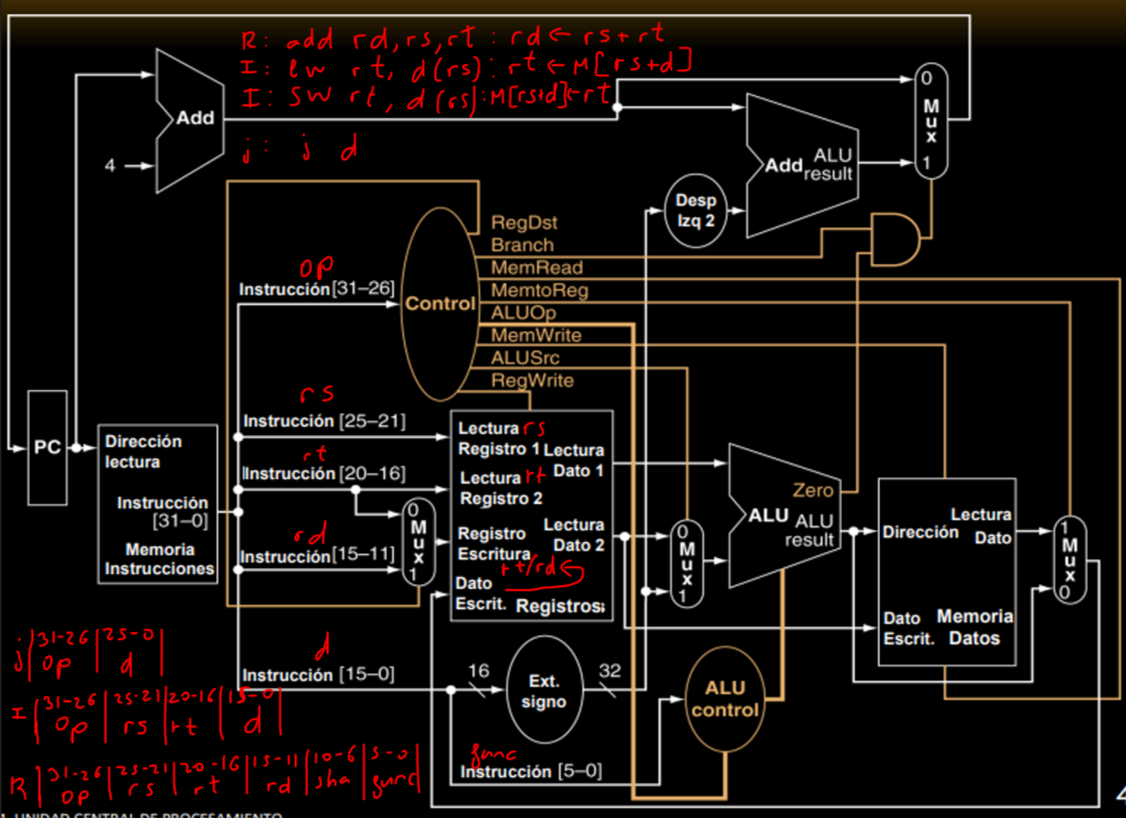 R: add rd, rs, rt : rd ← rs + rt
I: lw rt, d(rs) : rt ← M[rs+d]
I: sw rt, d(rs) : M[rs+d] ← rt
j: j d
Add
4
0
M
u
x
1
Add
ALU
result
Desp
Izq 2
RegDst
Branch
MemRead
MemtoReg
ALUOp
MemWrite
ALUSrc
RegWrite
Control
op
Instrucción [31–26]
rs
Instrucción [25–21]
rt
Instrucción [20–16]
rd
Instrucción [15–11]
0
M
u
x
1
PC
Dirección
lectura
Instrucción
[31–0]
Memoria
Instrucciones
Lectura rs
Registro 1
Lectura
Dato 1
Lectura rt
Registro 2
Registro
Escritura
Lectura
Dato 2
rt/rd
Dato
Escrit.
Registros
0
M
u
x
1
Zero
ALU
ALU
result
Dirección
Lectura
Dato
Dato
Escrit.
Memoria
Datos
1
M
u
x
0
d
Instrucción [15–0]
16
Ext.
signo
32
ALU
control
func
Instrucción [5–0]
j | 31-26 | 25-0 |
op | d |
I | 31-26 | 25-21 | 20-16 | 15-0 |
op | rs | rt | d |
R | 31-26 | 25-21 | 20-16 | 15-11 | 10-6 | 5-0 |
op | rs | rt | rd | sha | func |
1. UNIDAD CENTRAL DE PROCESAMIENTO